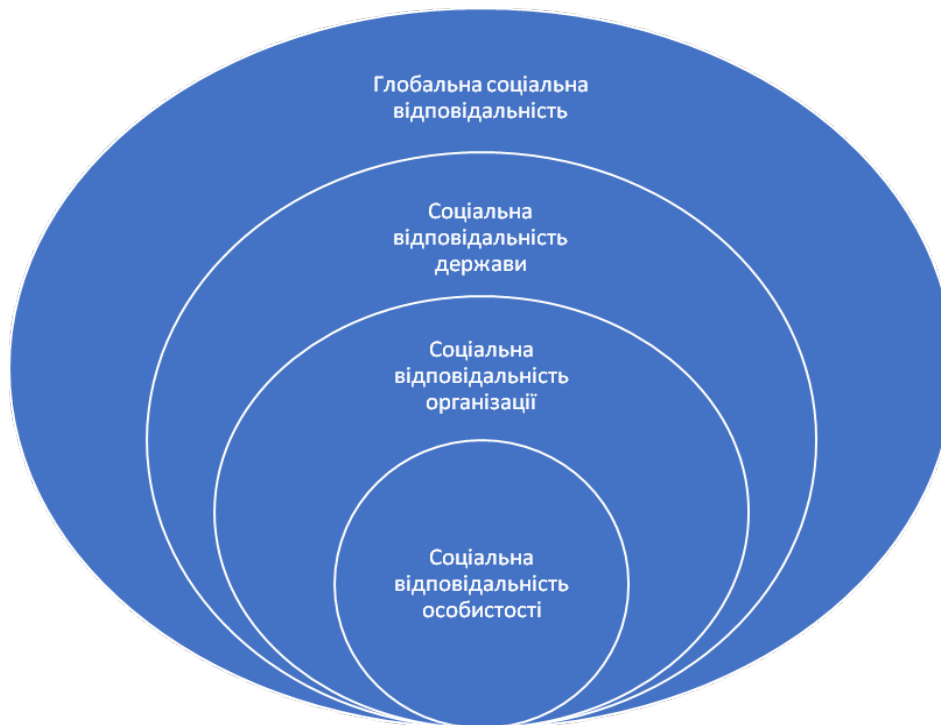 Глобальна соціальна
відповідальність
Соціальна
відповідальність
держави
Соціальна
відповідальність
організації
Соціальна
відповідальність
особистості